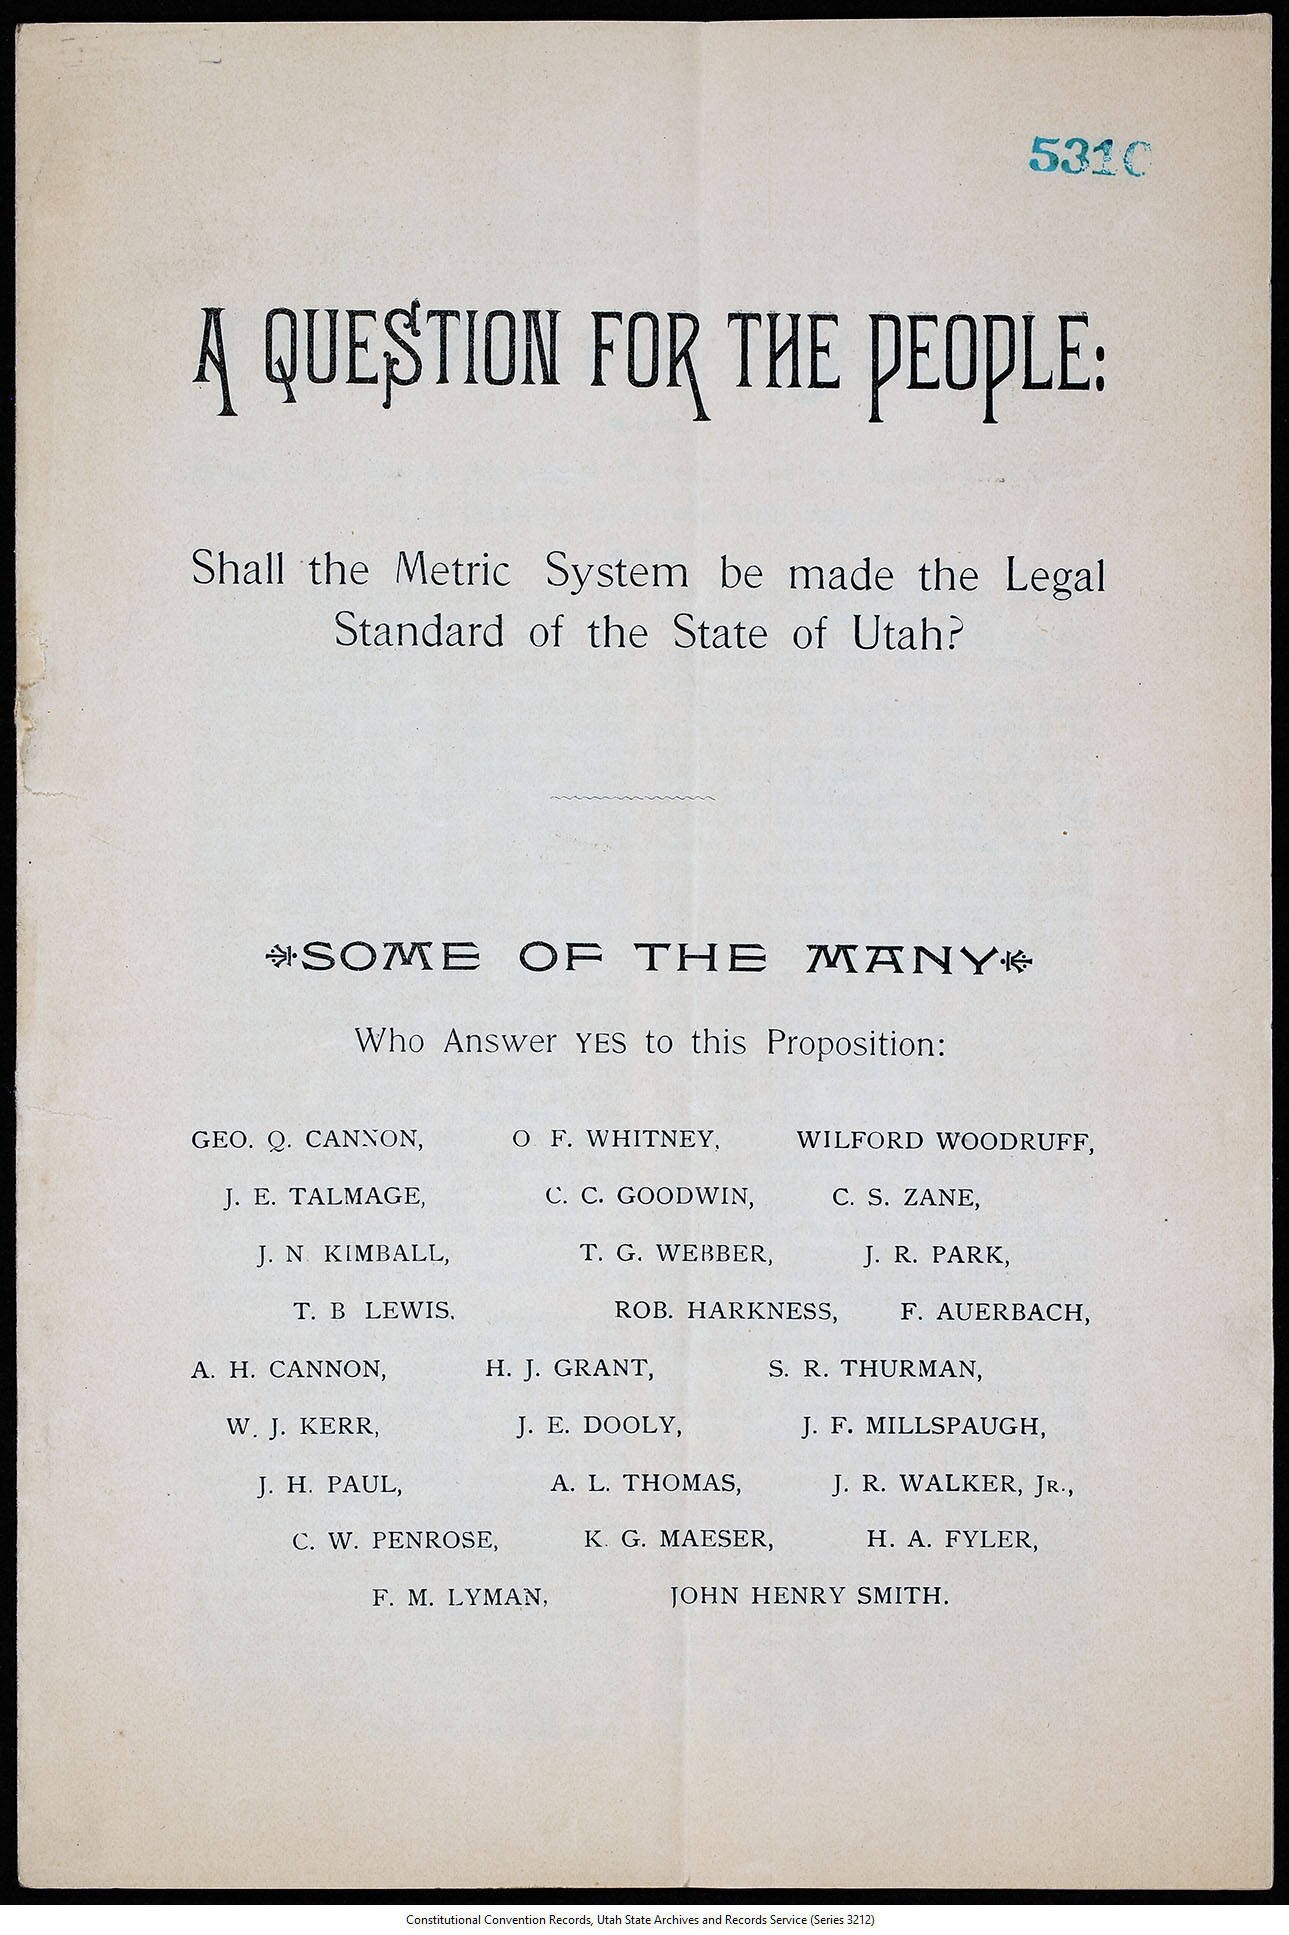 5310
A QUESTION FOR THE PEOPLE:
Shall the Metric System be made the Legal
Standard of the State of Utah?
SOME OF THE MANY
Who Answer YES to this Proposition:
GEO. Q. CANNON, O F. WHITNEY, WILFORD WOODRUFF,
J. E. TALMAGE, C. C. GOODWIN, C. S. ZANE,
J. N KIMBALL, T. G. WEBBER, J. R. PARK,
T. B LEWIS. ROB. HARKNESS, F. AUERBACH,
A. H. CANNON, H. J. GRANT, S. R. THURMAN,
W. J. KERR, J. E. DOOLY, J. F. MILLSPAUGH,
J. H. PAUL, A. L. THOMAS, J. R. WALKER, JR.,
C. W. PENROSE, K. G. MAESER, H. A. FYLER,
F. M. LYMAN, JOHN HENRY SMITH.
Constitutional Convention Records, Utah State Archives and Records Service (Series 3212)